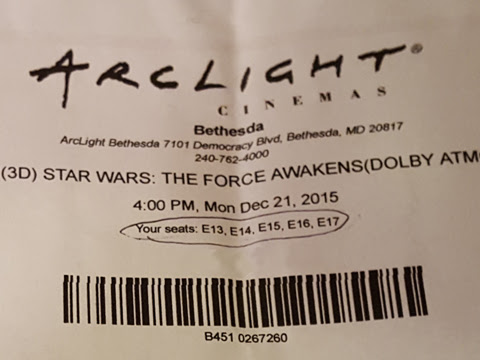 ARCLIGHT®
CINEMAS
Bethesda
ArcLight Bethesda 7101 Democracy Blvd, Bethesda, MD 20817
240-762-4000
(3D) STAR WARS: THE FORCE AWAKENS(DOLBY ATM
4:00 PM, Mon Dec 21, 2015
Your seats: E13, E14, E15, E16, E17
B451 0267260